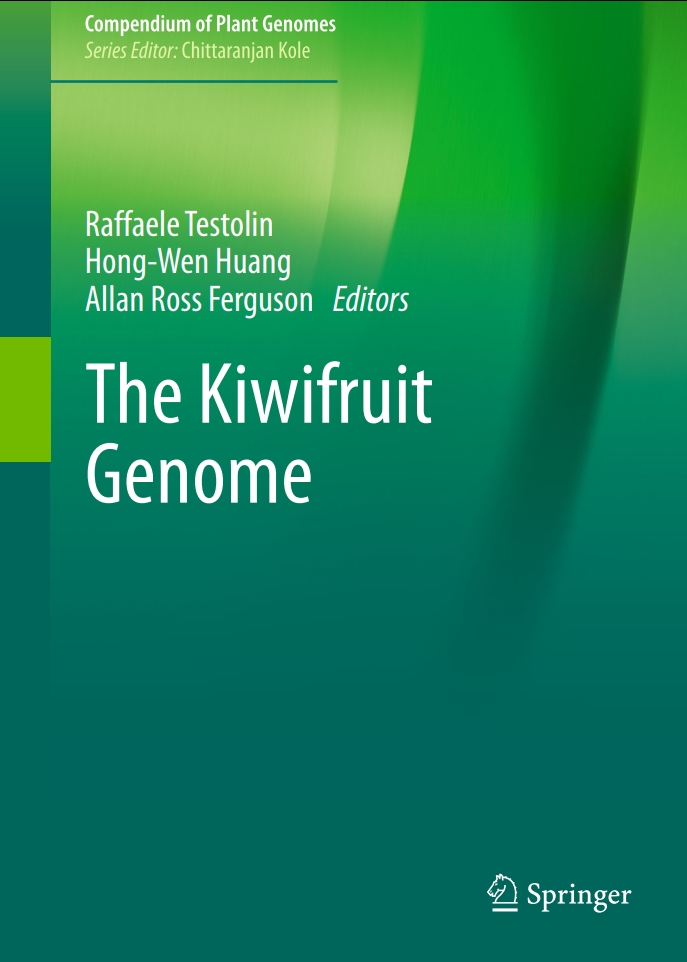 Compendium of Plant Genomes
Series Editor: Chittaranjan Kole
Raffaele Testolin
Hong-Wen Huang
Allan Ross Ferguson Editors
The Kiwifruit
Genome
Springer